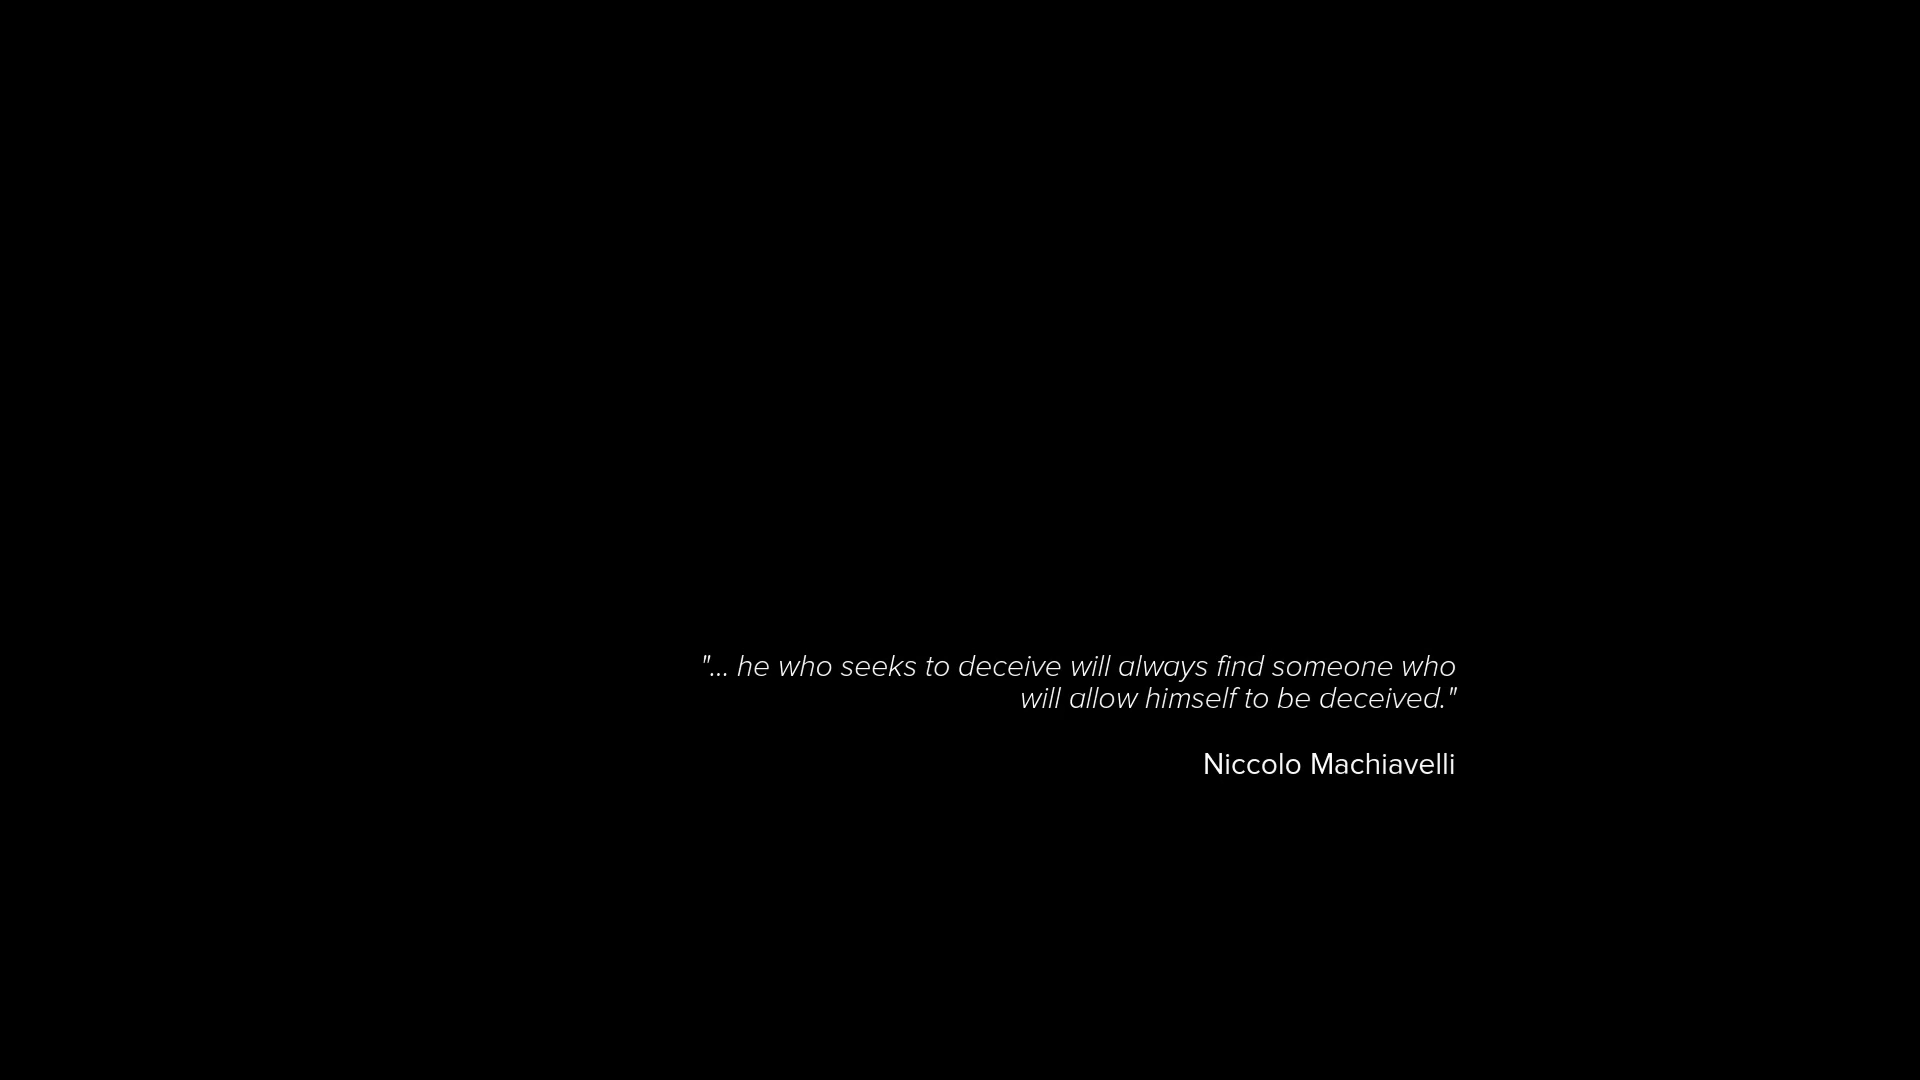 "... he who seeks to deceive will always find someone who
will allow himself to be deceived."
Niccolo Machiavelli